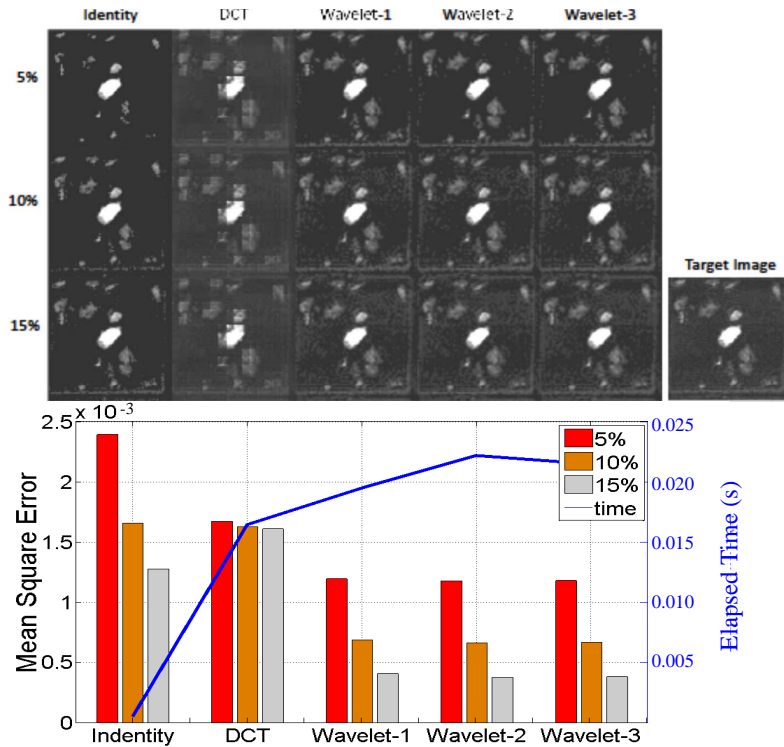 Identity DCT Wavelet-1 Wavelet-2 Wavelet-3
5%
10%
Target Image
15%
x 10⁻³
2.5
2
1.5
1
0.5
0
Mean Square Error
5%
10%
15%
time
0.025
0.020
0.015
0.010
0.005
Elapsed Time (s)
Indentity DCT Wavelet-1 Wavelet-2 Wavelet-3